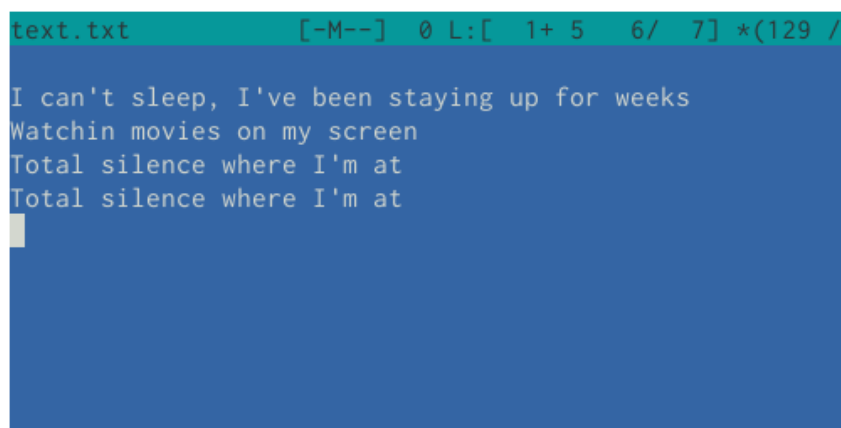 text.txt [-M--] 0 L:[ 1+ 5 6/ 7] *(129 /
I can't sleep, I've been staying up for weeks
Watchin movies on my screen
Total silence where I'm at
Total silence where I'm at